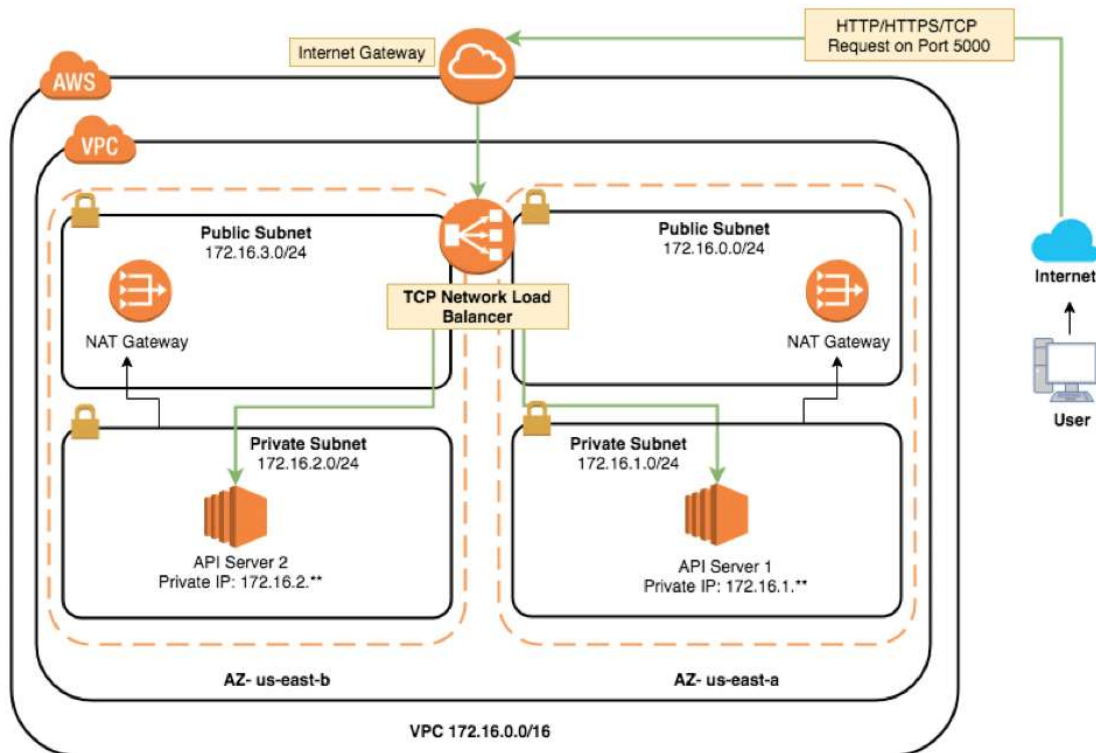 HTTP/HTTPS/TCP
Request on Port 5000
Internet Gateway
AWS
VPC
Public Subnet
172.16.3.0/24
Public Subnet
172.16.0.0/24
Internet
TCP Network Load
Balancer
NAT Gateway
NAT Gateway
User
Private Subnet
172.16.2.0/24
Private Subnet
172.16.1.0/24
API Server 2
Private IP: 172.16.2.**
API Server 1
Private IP: 172.16.1.**
AZ- us-east-b
AZ- us-east-a
VPC 172.16.0.0/16